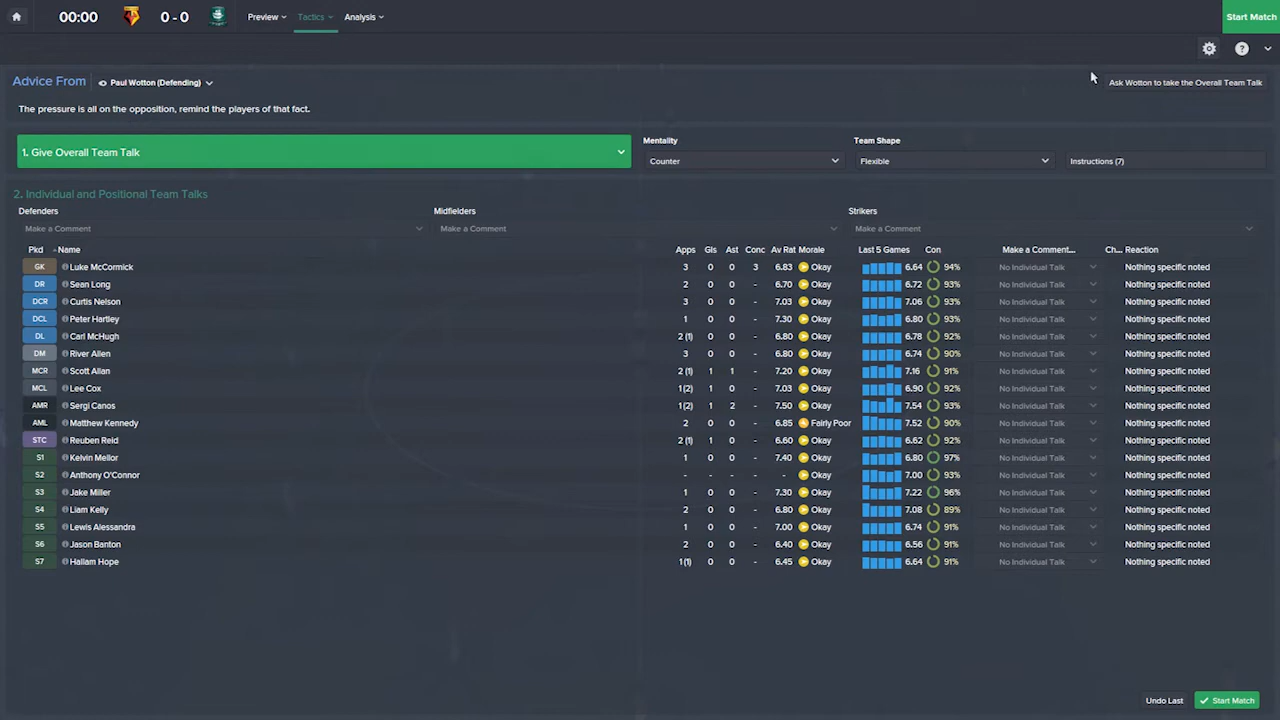 00:00 0 - 0 Preview Tactics Analysis Start Match
?
Advice From Paul Wotton (Defending) Ask Wotton to take the Overall Team Talk
The pressure is all on the opposition, remind the players of that fact.
1. Give Overall Team Talk
Mentality Team Shape
Counter Flexible Instructions (7)
2. Individual and Positional Team Talks
Defenders Midfielders Strikers
Make a Comment Make a Comment Make a Comment
Pkd Name Apps Gls Ast Conc Av Rat Morale Last 5 Games Con Make a Comment... Ch... Reaction
GK Luke McCormick 3 0 0 3 6.83 Okay 6.64 94% No Individual Talk Nothing specific noted
DR Sean Long 2 0 0 - 6.70 Okay 6.72 93% No Individual Talk Nothing specific noted
DCR Curtis Nelson 3 0 0 - 7.03 Okay 7.06 93% No Individual Talk Nothing specific noted
DCL Peter Hartley 1 0 0 - 7.30 Okay 6.80 93% No Individual Talk Nothing specific noted
DL Carl McHugh 2 (1) 0 0 - 6.80 Okay 6.78 92% No Individual Talk Nothing specific noted
DM River Allen 3 0 0 - 6.80 Okay 6.74 90% No Individual Talk Nothing specific noted
MCR Scott Allan 2 (1) 1 1 - 7.20 Okay 7.16 91% No Individual Talk Nothing specific noted
MCL Lee Cox 1 (2) 1 0 - 7.03 Okay 6.90 92% No Individual Talk Nothing specific noted
AMR Sergi Canos 1 (2) 1 2 - 7.50 Okay 7.54 93% No Individual Talk Nothing specific noted
AML Matthew Kennedy 2 0 0 - 6.85 Fairly Poor 7.52 90% No Individual Talk Nothing specific noted
STC Reuben Reid 2 (1) 1 0 - 6.60 Okay 6.62 92% No Individual Talk Nothing specific noted
S1 Kelvin Mellor 1 0 0 - 7.40 Okay 6.80 97% No Individual Talk Nothing specific noted
S2 Anthony O'Connor - - - - - Okay 7.00 93% No Individual Talk Nothing specific noted
S3 Jake Miller 1 0 0 - 7.30 Okay 7.22 96% No Individual Talk Nothing specific noted
S4 Liam Kelly 2 0 0 - 6.80 Okay 7.08 89% No Individual Talk Nothing specific noted
S5 Lewis Alessandra 1 0 0 - 7.00 Okay 6.74 91% No Individual Talk Nothing specific noted
S6 Jason Banton 2 0 0 - 6.40 Okay 6.56 91% No Individual Talk Nothing specific noted
S7 Hallam Hope 1 (1) 0 0 - 6.45 Okay 6.64 91% No Individual Talk Nothing specific noted
Undo Last Start Match